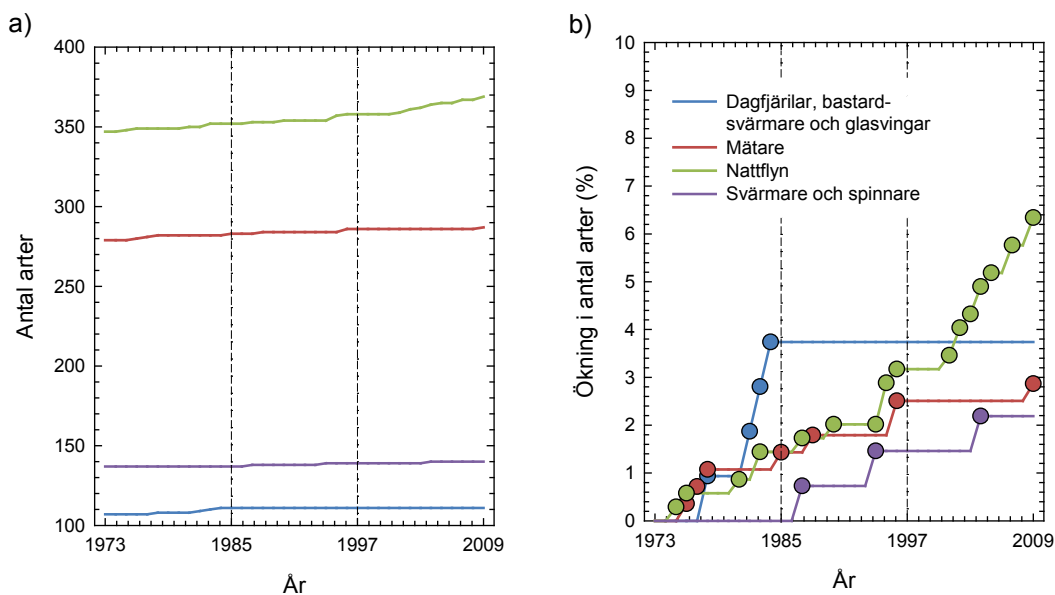 a)
400
350
300
250
200
150
100
Antal arter
1973 1985 1997 2009
År
b)
10
9
8
7
6
5
4
3
2
1
0
Ökning i antal arter (%)
Dagfjärilar, bastard-
svärmare och glasvingar
Mätare
Nattflyn
Svärmare och spinnare
1973 1985 1997 2009
År